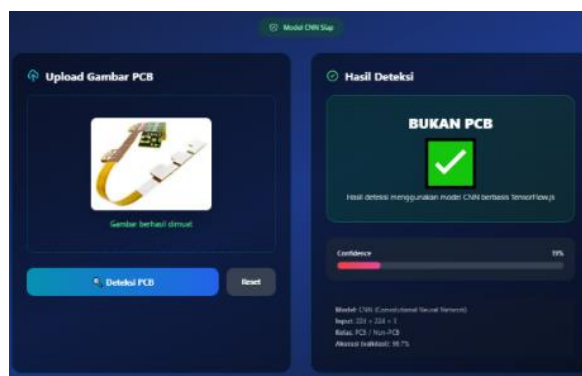 Model CNN Siap
Upload Gambar PCB
Gambar berhasil dimuat
Deteksi PCB
Reset
Hasil Deteksi
BUKAN PCB
Hasil deteksi menggunakan model CNN berbasis TensorFlow.js
Confidence
19%
Model: CNN (Convolutional Neural Network)
Input: 224 × 224 ×
Kelas: PCB / Non-PCB
Akurasi (validasi): 98.7%